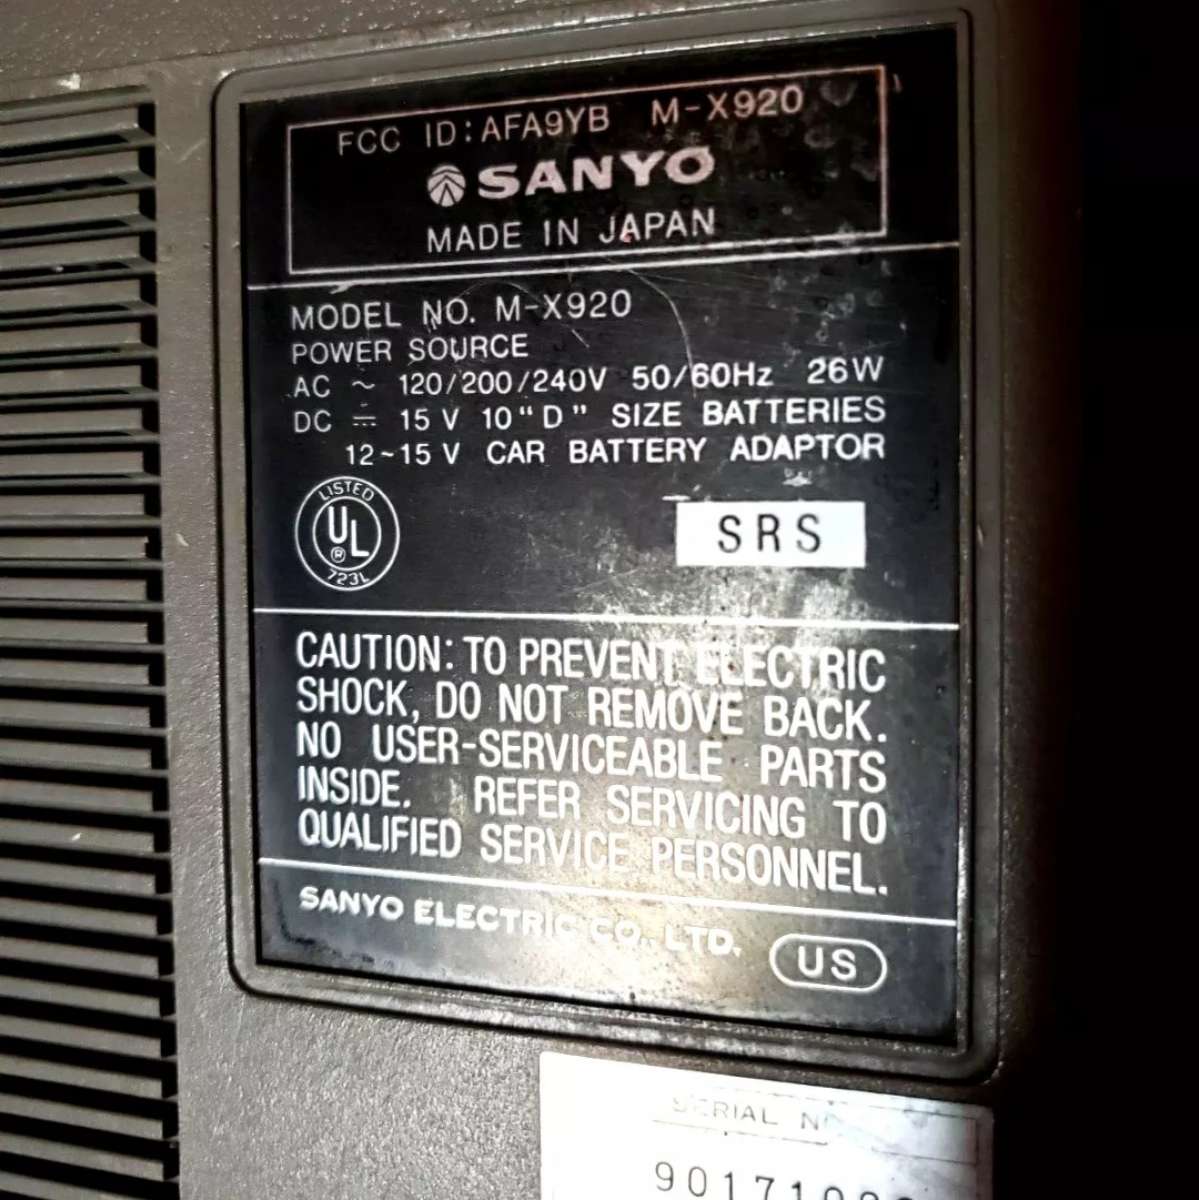 FCC ID: AFA9YB M-X920
SANYO
MADE IN JAPAN
MODEL NO. M-X920
POWER SOURCE
AC ~ 120/200/240V 50/60Hz 26W
DC ⎓ 15 V 10 "D" SIZE BATTERIES
12~15 V CAR BATTERY ADAPTOR
LISTED
UL
®
723L
SRS
CAUTION: TO PREVENT ELECTRIC
SHOCK, DO NOT REMOVE BACK.
NO USER-SERVICEABLE PARTS
INSIDE. REFER SERVICING TO
QUALIFIED SERVICE PERSONNEL.
SANYO ELECTRIC CO., LTD.
US
SERIAL NO